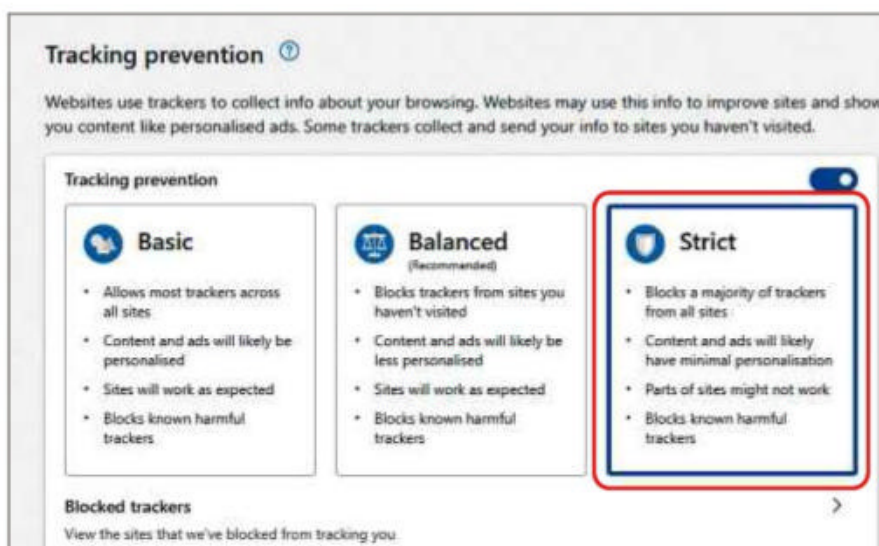 Tracking prevention ?
Websites use trackers to collect info about your browsing. Websites may use this info to improve sites and show
you content like personalised ads. Some trackers collect and send your info to sites you haven't visited.
Tracking prevention
Basic
• Allows most trackers across
all sites
• Content and ads will likely be
personalised
• Sites will work as expected
• Blocks known harmful
trackers
Balanced
(Recommended)
• Blocks trackers from sites you
haven't visited
• Content and ads will likely be
less personalised
• Sites will work as expected
• Blocks known harmful
trackers
Strict
• Blocks a majority of trackers
from all sites
• Content and ads will likely
have minimal personalisation
• Parts of sites might not work
• Blocks known harmful
trackers
Blocked trackers
View the sites that we've blocked from tracking you